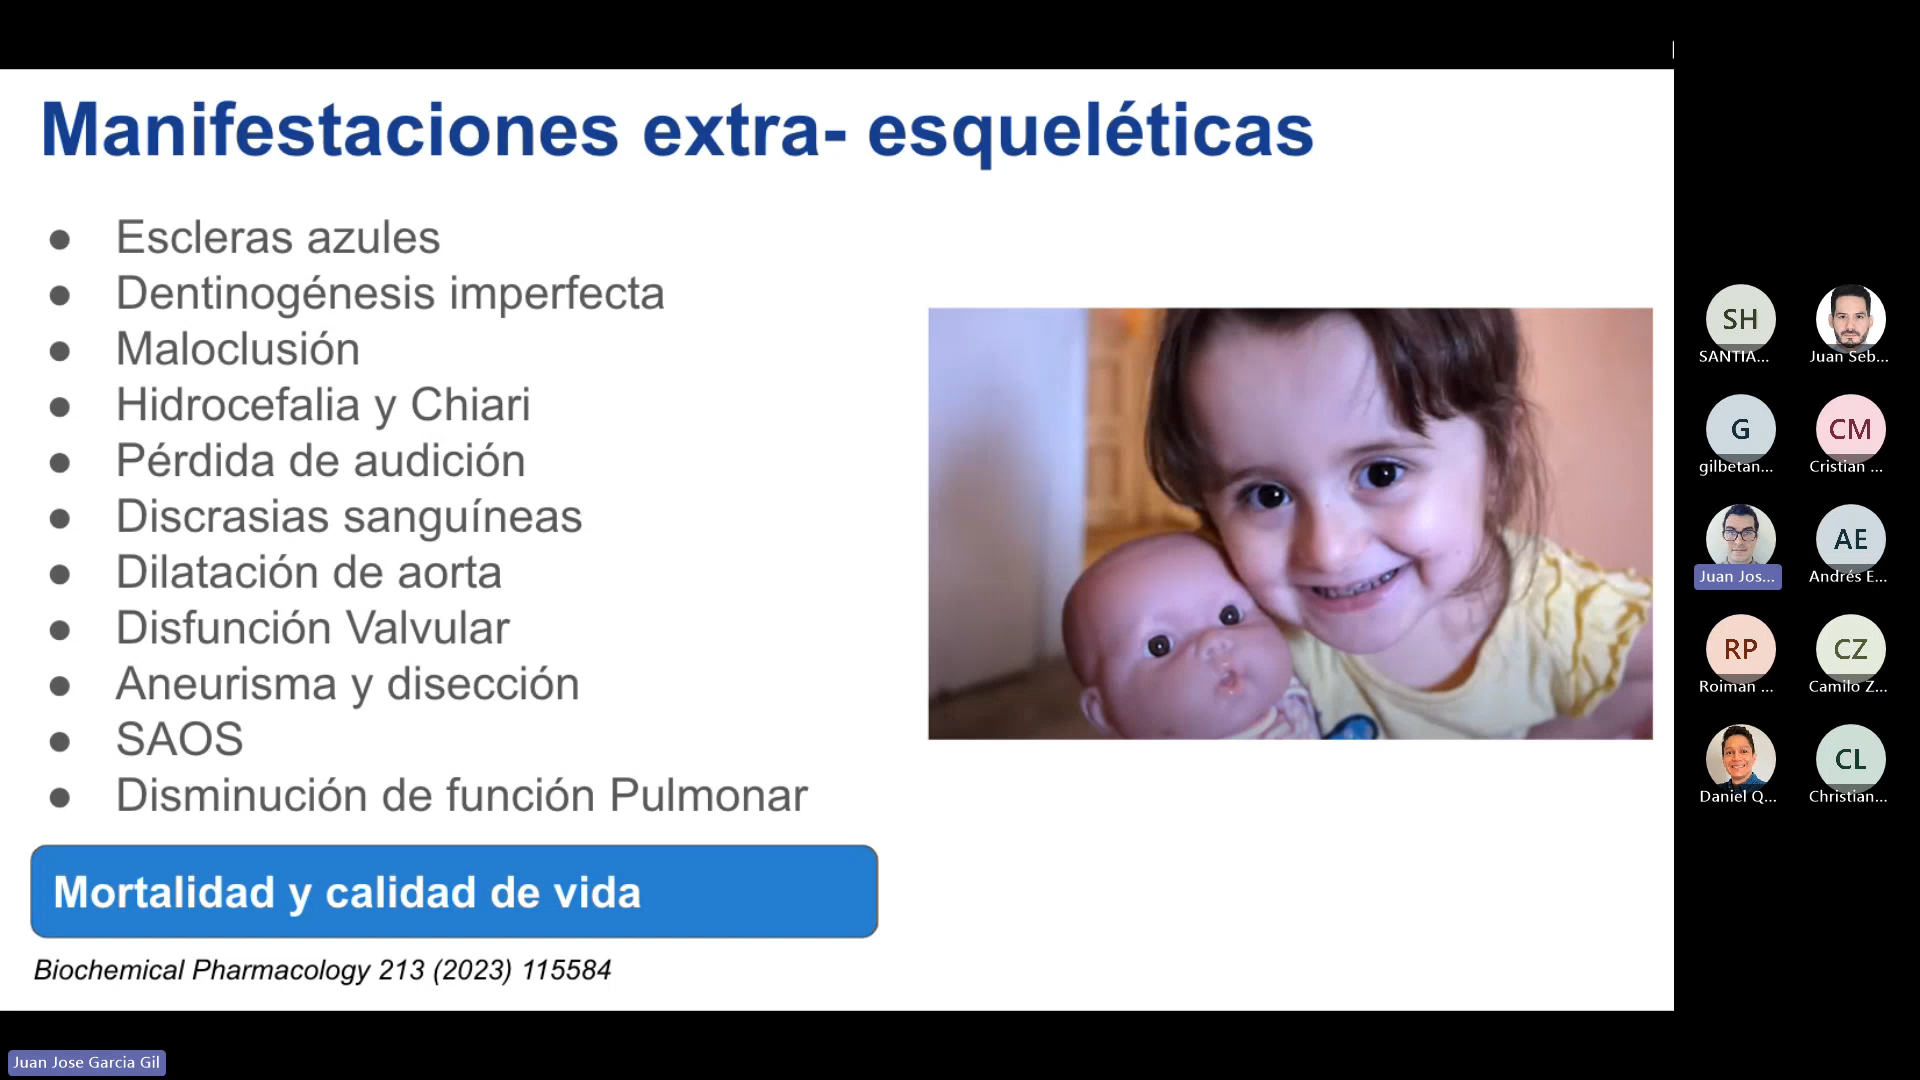 Manifestaciones extra- esqueléticas
● Escleras azules
● Dentinogénesis imperfecta
● Maloclusión
● Hidrocefalia y Chiari
● Pérdida de audición
● Discrasias sanguíneas
● Dilatación de aorta
● Disfunción Valvular
● Aneurisma y disección
● SAOS
● Disminución de función Pulmonar
Mortalidad y calidad de vida
Biochemical Pharmacology 213 (2023) 115584
SH
SANTIA...
Juan Seb...
G
gilbetan...
CM
Cristian ...
Juan Jos...
AE
Andrés E...
RP
Roiman ...
CZ
Camilo Z...
Daniel Q...
CL
Christian...
Juan Jose Garcia Gil